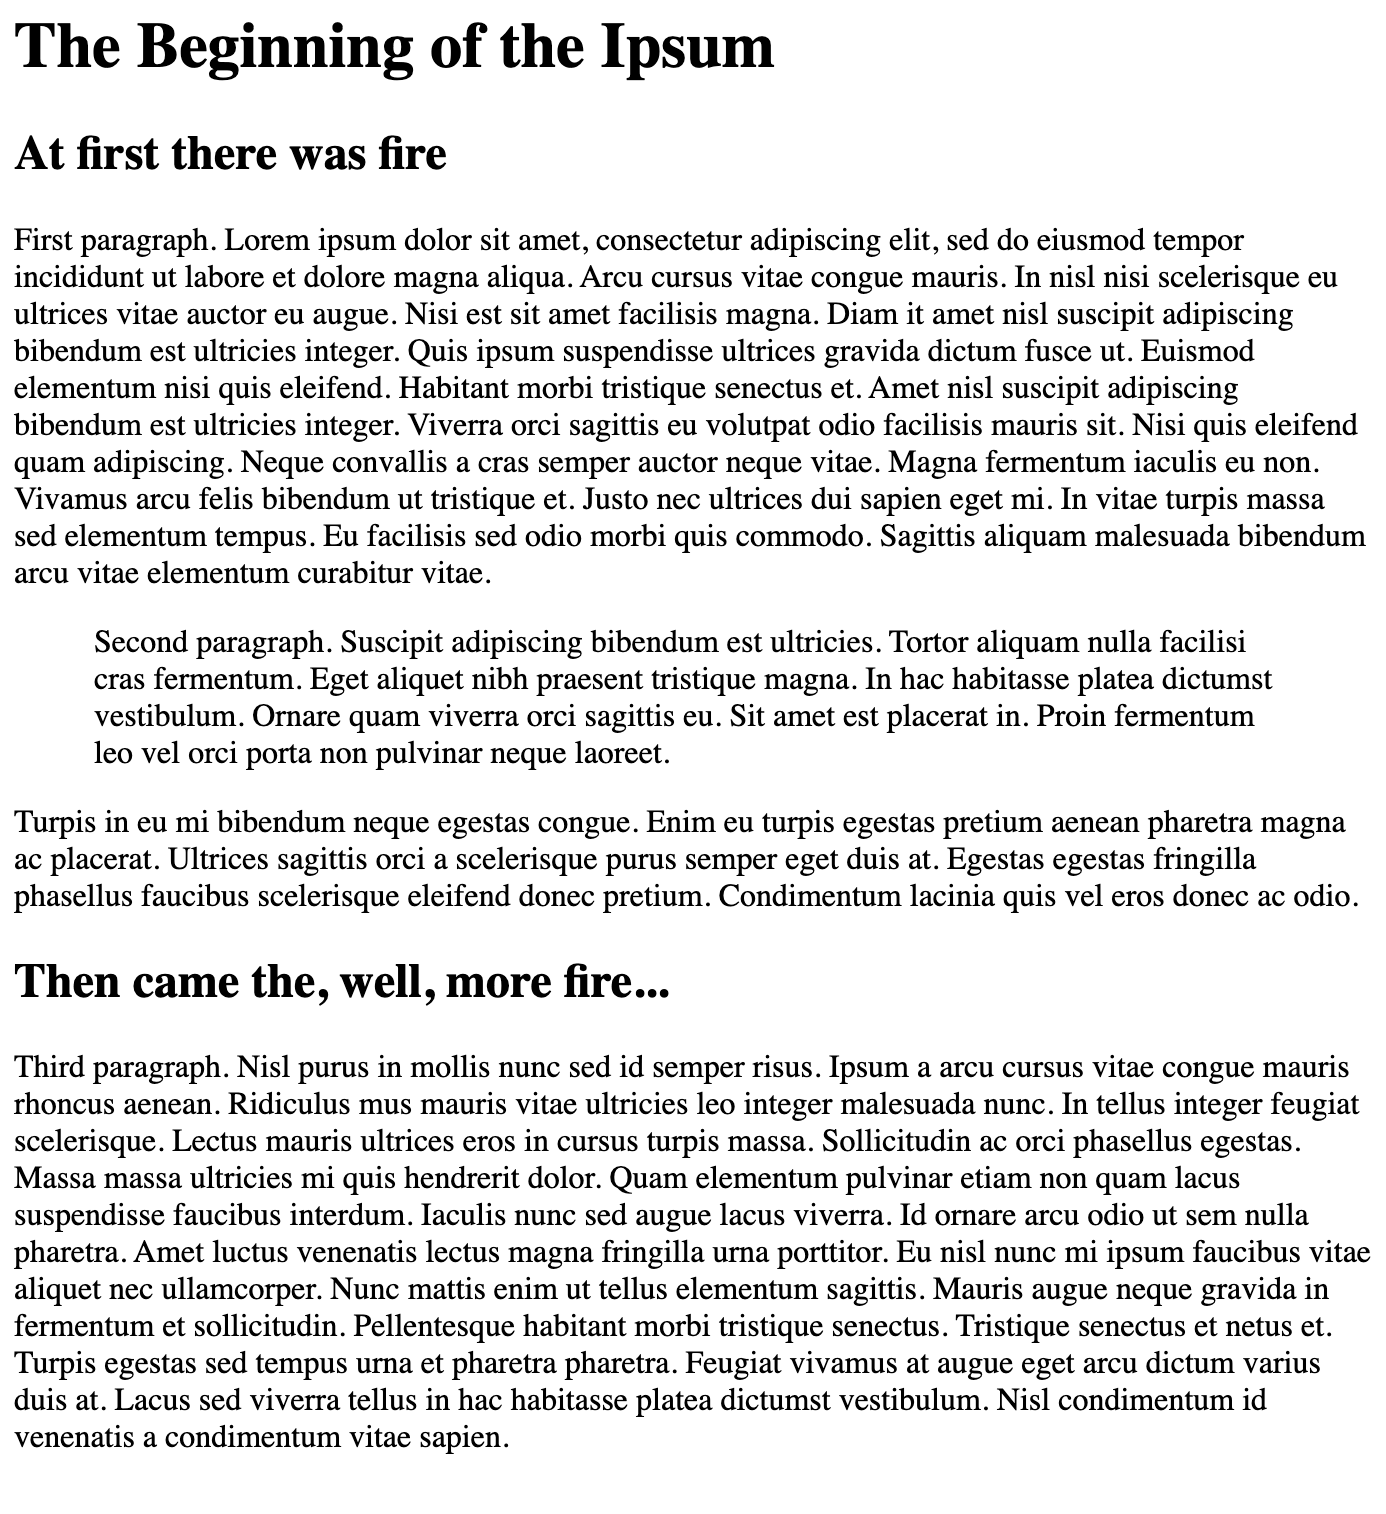 The Beginning of the Ipsum
At first there was fire
First paragraph. Lorem ipsum dolor sit amet, consectetur adipiscing elit, sed do eiusmod tempor
incididunt ut labore et dolore magna aliqua. Arcu cursus vitae congue mauris. In nisl nisi scelerisque eu
ultrices vitae auctor eu augue. Nisi est sit amet facilisis magna. Diam it amet nisl suscipit adipiscing
bibendum est ultricies integer. Quis ipsum suspendisse ultrices gravida dictum fusce ut. Euismod
elementum nisi quis eleifend. Habitant morbi tristique senectus et. Amet nisl suscipit adipiscing
bibendum est ultricies integer. Viverra orci sagittis eu volutpat odio facilisis mauris sit. Nisi quis eleifend
quam adipiscing. Neque convallis a cras semper auctor neque vitae. Magna fermentum iaculis eu non.
Vivamus arcu felis bibendum ut tristique et. Justo nec ultrices dui sapien eget mi. In vitae turpis massa
sed elementum tempus. Eu facilisis sed odio morbi quis commodo. Sagittis aliquam malesuada bibendum
arcu vitae elementum curabitur vitae.
Second paragraph. Suscipit adipiscing bibendum est ultricies. Tortor aliquam nulla facilisi
cras fermentum. Eget aliquet nibh praesent tristique magna. In hac habitasse platea dictumst
vestibulum. Ornare quam viverra orci sagittis eu. Sit amet est placerat in. Proin fermentum
leo vel orci porta non pulvinar neque laoreet.
Turpis in eu mi bibendum neque egestas congue. Enim eu turpis egestas pretium aenean pharetra magna
ac placerat. Ultrices sagittis orci a scelerisque purus semper eget duis at. Egestas egestas fringilla
phasellus faucibus scelerisque eleifend donec pretium. Condimentum lacinia quis vel eros donec ac odio.
Then came the, well, more fire...
Third paragraph. Nisl purus in mollis nunc sed id semper risus. Ipsum a arcu cursus vitae congue mauris
rhoncus aenean. Ridiculus mus mauris vitae ultricies leo integer malesuada nunc. In tellus integer feugiat
scelerisque. Lectus mauris ultrices eros in cursus turpis massa. Sollicitudin ac orci phasellus egestas.
Massa massa ultricies mi quis hendrerit dolor. Quam elementum pulvinar etiam non quam lacus
suspendisse faucibus interdum. Iaculis nunc sed augue lacus viverra. Id ornare arcu odio ut sem nulla
pharetra. Amet luctus venenatis lectus magna fringilla urna porttitor. Eu nisl nunc mi ipsum faucibus vitae
aliquet nec ullamcorper. Nunc mattis enim ut tellus elementum sagittis. Mauris augue neque gravida in
fermentum et sollicitudin. Pellentesque habitant morbi tristique senectus. Tristique senectus et netus et.
Turpis egestas sed tempus urna et pharetra pharetra. Feugiat vivamus at augue eget arcu dictum varius
duis at. Lacus sed viverra tellus in hac habitasse platea dictumst vestibulum. Nisl condimentum id
venenatis a condimentum vitae sapien.